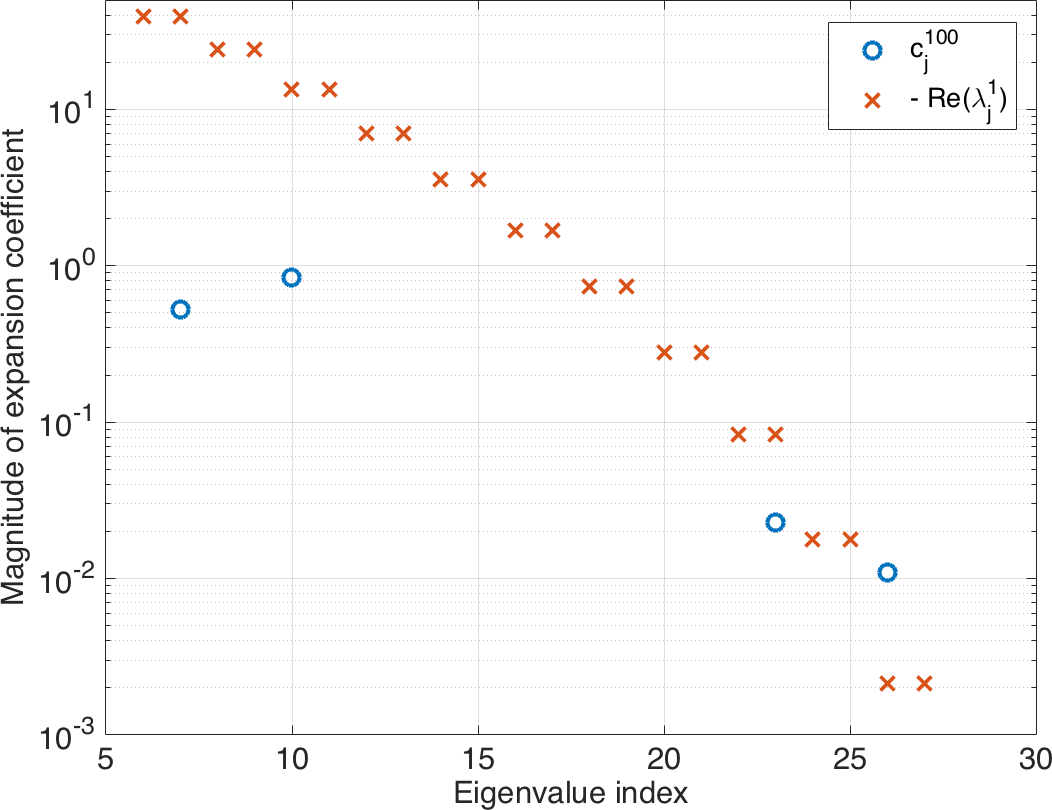 c_j^100
- Re(λ_j^1)
Magnitude of expansion coefficient
10^1
10^0
10^-1
10^-2
10^-3
5 10 15 20 25 30
Eigenvalue index